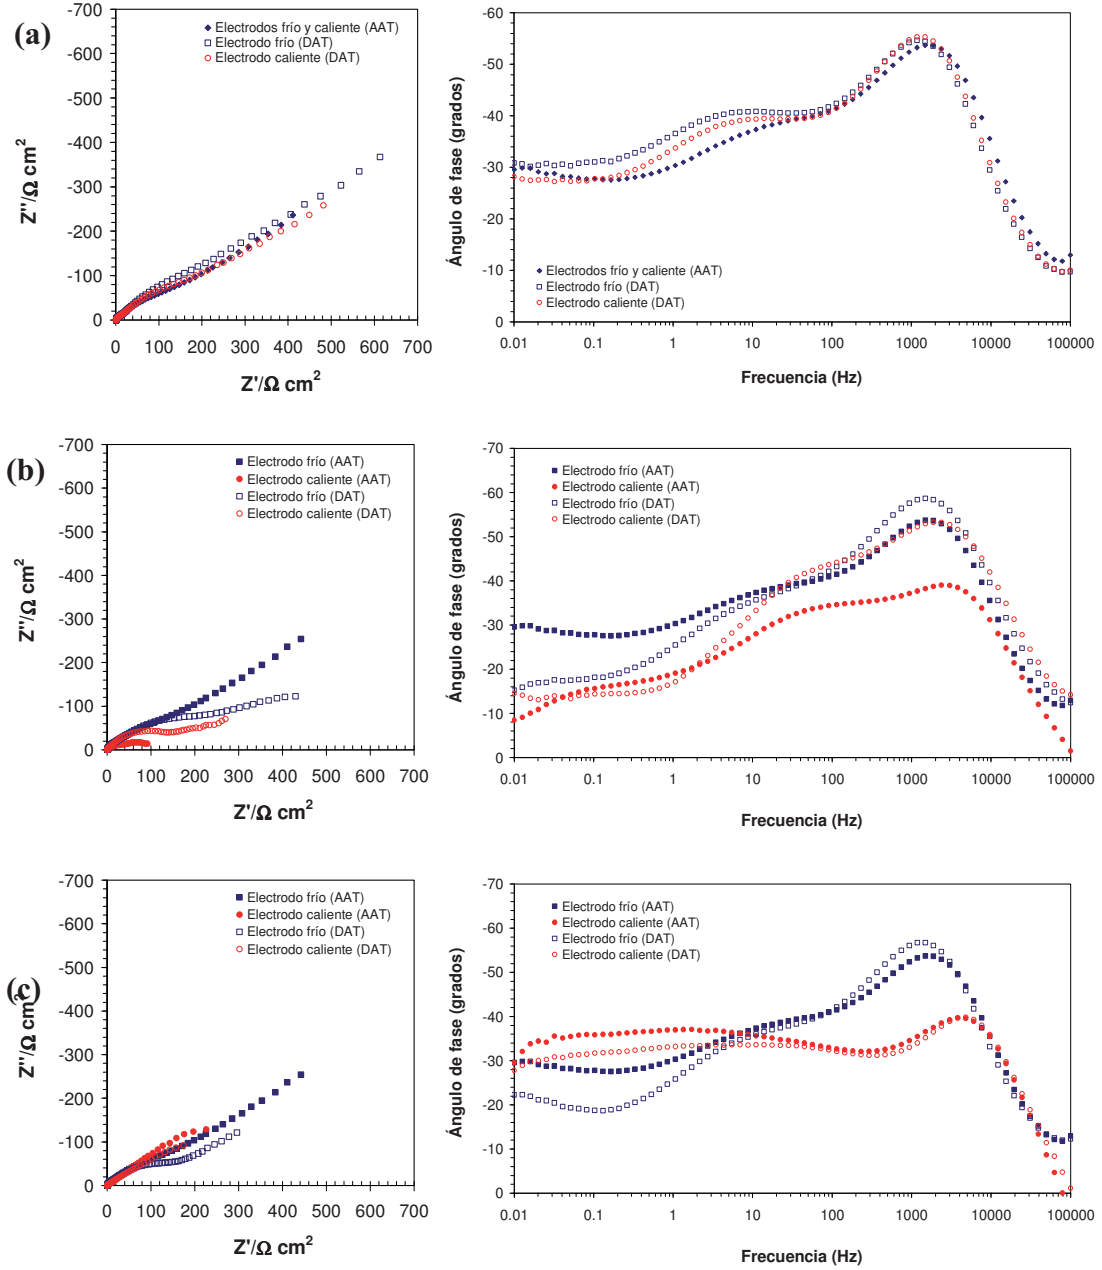 (a)
-700
-600
-500
-400
-300
-200
-100
0
Z''/Ω cm²
Electrodos frío y caliente (AAT)
Electrodo frío (DAT)
Electrodo caliente (DAT)
0 100 200 300 400 500 600 700
Z'/Ω cm²
-60
-50
-40
-30
-20
-10
0
Ángulo de fase (grados)
Electrodos frío y caliente (AAT)
Electrodo frío (DAT)
Electrodo caliente (DAT)
0.01 0.1 1 10 100 1000 10000 100000
Frecuencia (Hz)
(b)
-700
-600
-500
-400
-300
-200
-100
0
Z''/Ω cm²
Electrodo frío (AAT)
Electrodo caliente (AAT)
Electrodo frío (DAT)
Electrodo caliente (DAT)
0 100 200 300 400 500 600 700
Z'/Ω cm²
-70
-60
-50
-40
-30
-20
-10
0
Ángulo de fase (grados)
Electrodo frío (AAT)
Electrodo caliente (AAT)
Electrodo frío (DAT)
Electrodo caliente (DAT)
0.01 0.1 1 10 100 1000 10000 100000
Frecuencia (Hz)
(c)
-700
-600
-500
-400
-300
-200
-100
0
Z''/Ω cm²
Electrodo frío (AAT)
Electrodo caliente (AAT)
Electrodo frío (DAT)
Electrodo caliente (DAT)
0 100 200 300 400 500 600 700
Z'/Ω cm²
-70
-60
-50
-40
-30
-20
-10
0
Ángulo de fase (grados)
Electrodo frío (AAT)
Electrodo caliente (AAT)
Electrodo frío (DAT)
Electrodo caliente (DAT)
0.01 0.1 1 10 100 1000 10000 100000
Frecuencia (Hz)